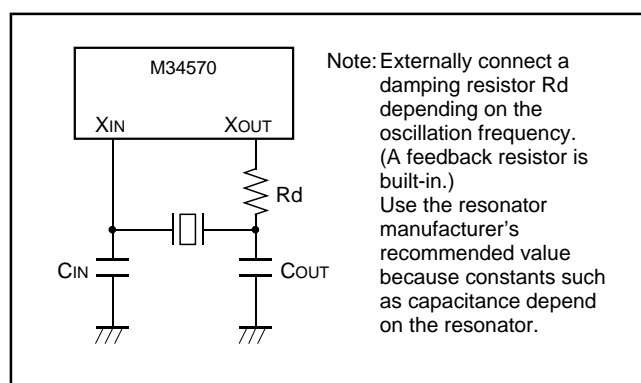 M34570
XIN
XOUT
Rd
CIN
COUT
Note: Externally connect a
damping resistor Rd
depending on the
oscillation frequency.
(A feedback resistor is
built-in.)
Use the resonator
manufacturer's
recommended value
because constants such
as capacitance depend
on the resonator.